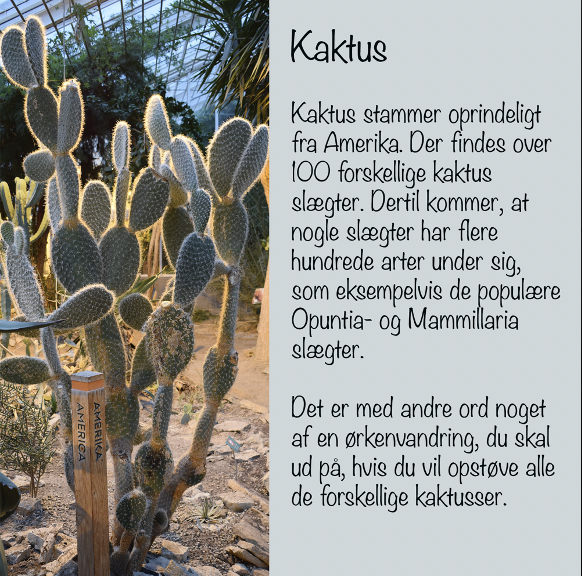 Kaktus
Kaktus stammer oprindeligt
fra Amerika. Der findes over
100 forskellige kaktus
slægter. Dertil kommer, at
nogle slægter har flere
hundrede arter under sig,
som eksempelvis de populære
Opuntia- og Mammillaria
slægter.
Det er med andre ord noget
af en ørkenvandring, du skal
ud på, hvis du vil opstøve alle
de forskellige kaktusser.
AMERIKA
AMERICA